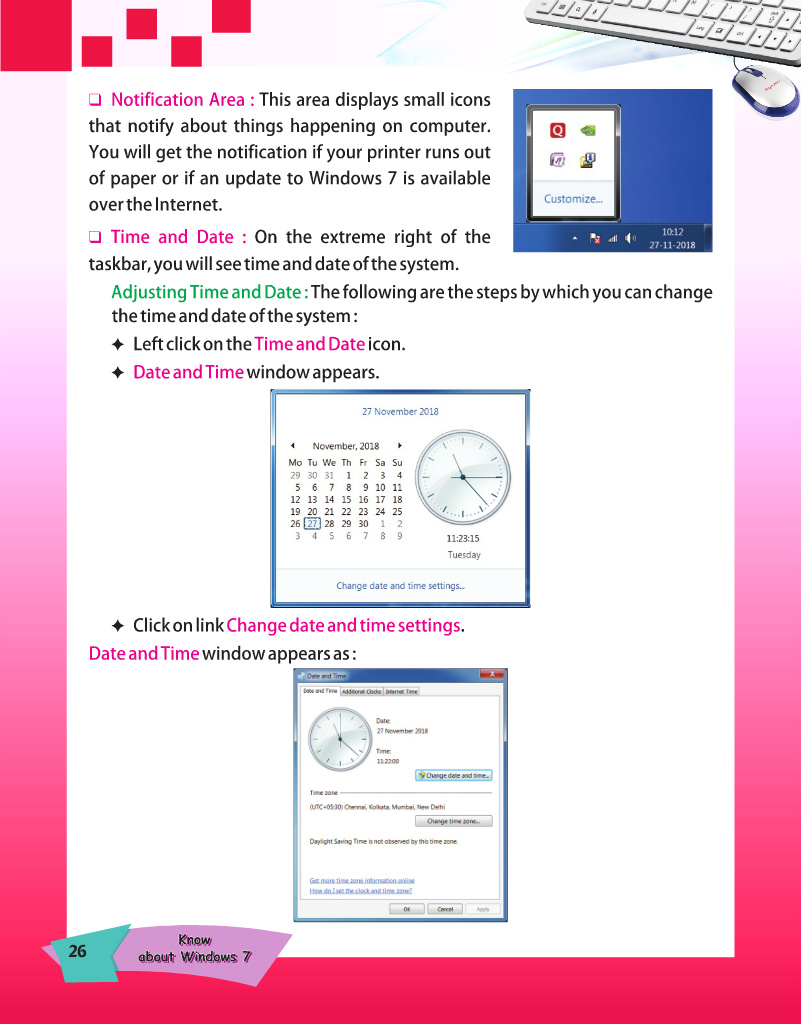 ❑ Notification Area : This area displays small icons
that notify about things happening on computer.
You will get the notification if your printer runs out
of paper or if an update to Windows 7 is available
over the Internet.
Customize...
10:12
27-11-2018
❑ Time and Date : On the extreme right of the
taskbar, you will see time and date of the system.
Adjusting Time and Date : The following are the steps by which you can change
the time and date of the system :
✦ Left click on the Time and Date icon.
✦ Date and Time window appears.
27 November 2018
November, 2018
Mo Tu We Th Fr Sa Su
29 30 31 1 2 3 4
5 6 7 8 9 10 11
12 13 14 15 16 17 18
19 20 21 22 23 24 25
26 27 28 29 30 1 2
3 4 5 6 7 8 9
11:23:15
Tuesday
Change date and time settings...
✦ Click on link Change date and time settings.
Date and Time window appears as :
Date and Time
Date and Time Additional Clocks Internet Time
Date:
27 November 2018
Time:
11:22:00
Change date and time...
Time zone
(UTC+05:30) Chennai, Kolkata, Mumbai, New Delhi
Change time zone...
Daylight Saving Time is not observed by this time zone.
Get more time zone information online
How do I set the clock and time zone?
OK Cancel Apply
26
Know
about Windows 7